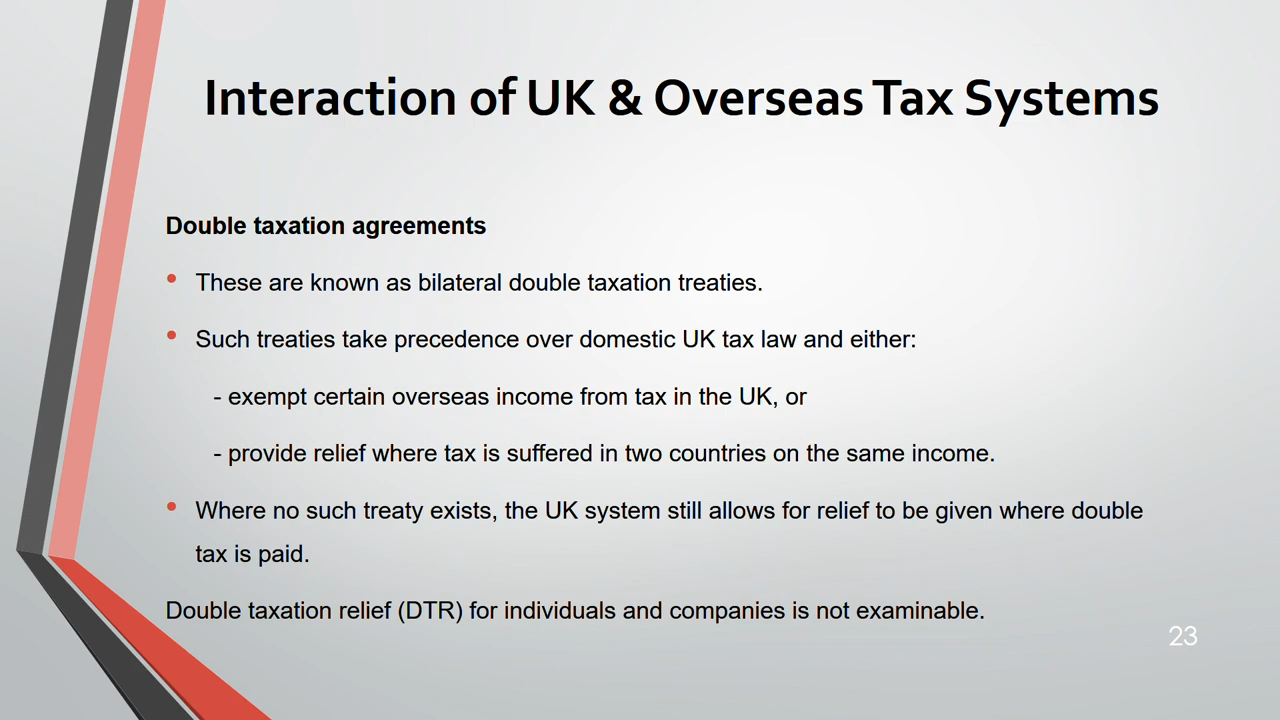 Interaction of UK & Overseas Tax Systems
Double taxation agreements
• These are known as bilateral double taxation treaties.
• Such treaties take precedence over domestic UK tax law and either:
- exempt certain overseas income from tax in the UK, or
- provide relief where tax is suffered in two countries on the same income.
• Where no such treaty exists, the UK system still allows for relief to be given where double
tax is paid.
Double taxation relief (DTR) for individuals and companies is not examinable.
23